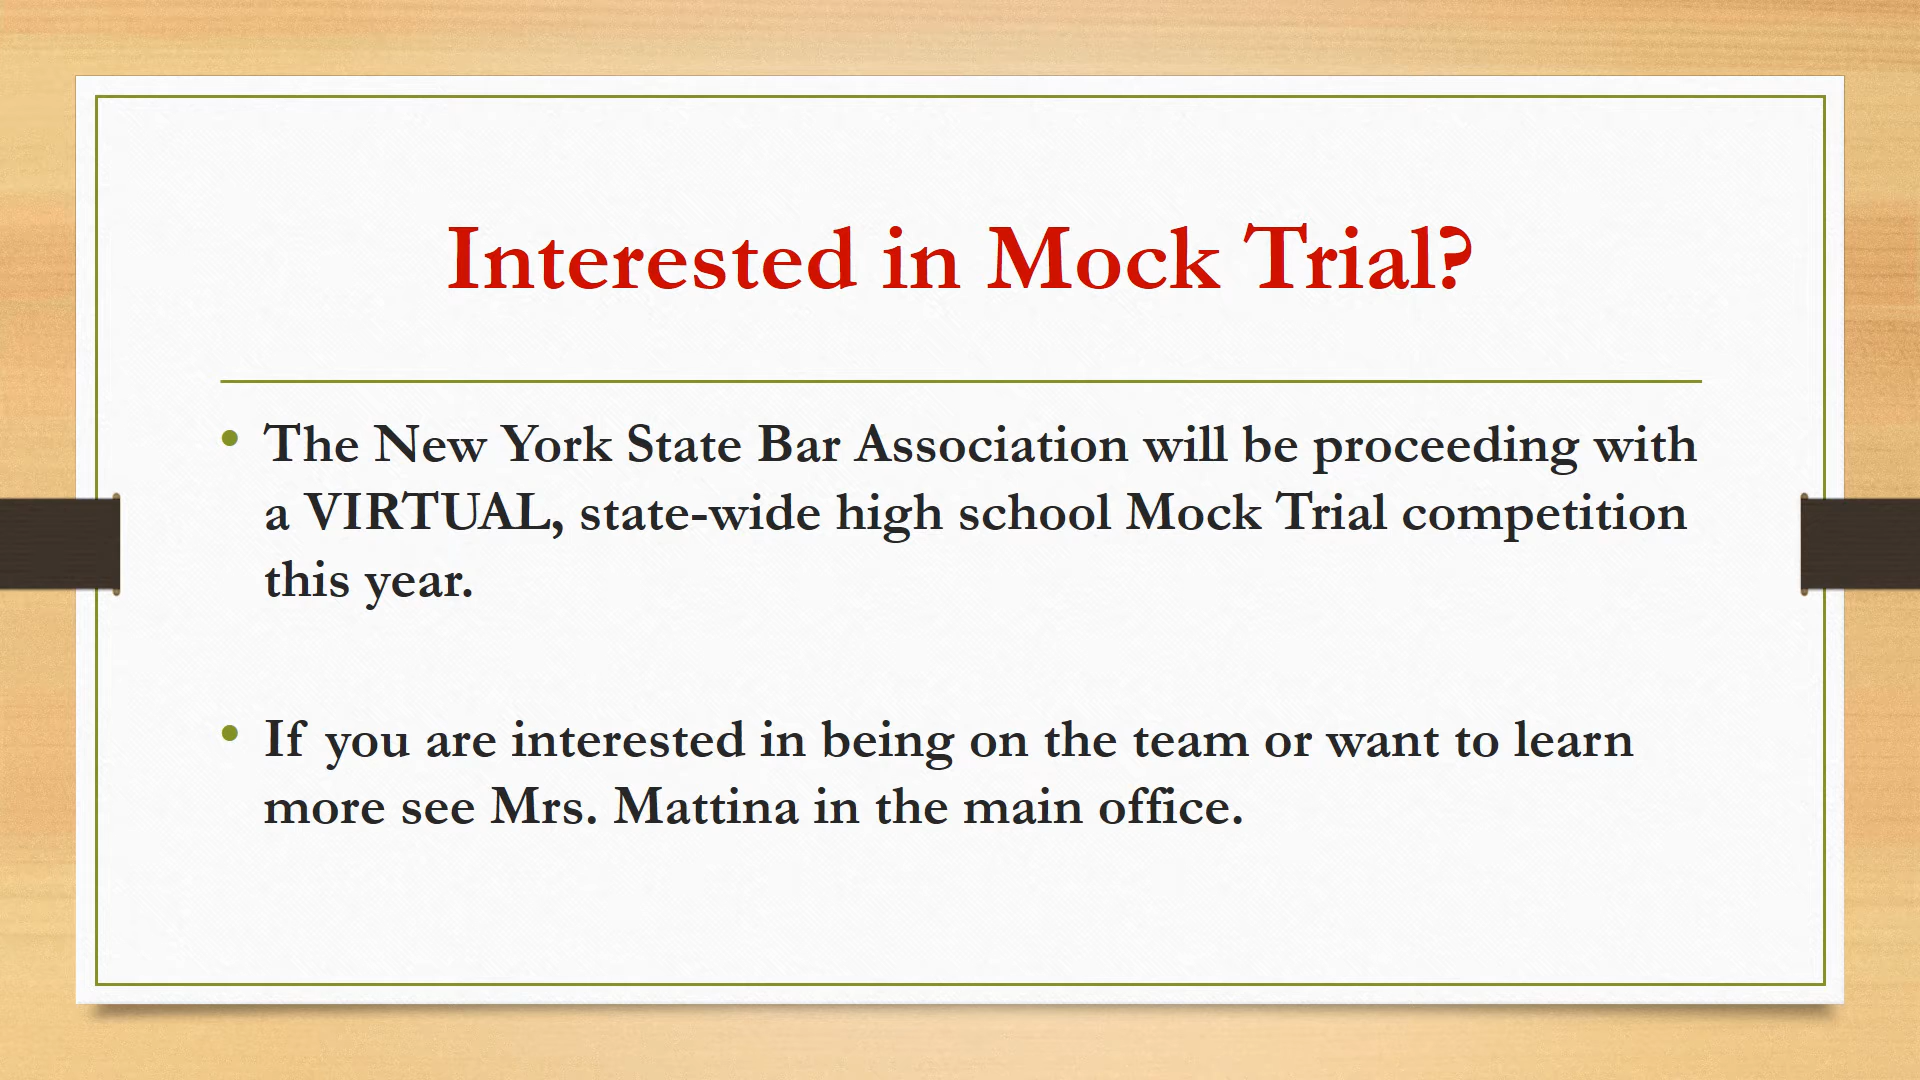 Interested in Mock Trial?
• The New York State Bar Association will be proceeding with
a VIRTUAL, state-wide high school Mock Trial competition
this year.
• If you are interested in being on the team or want to learn
more see Mrs. Mattina in the main office.